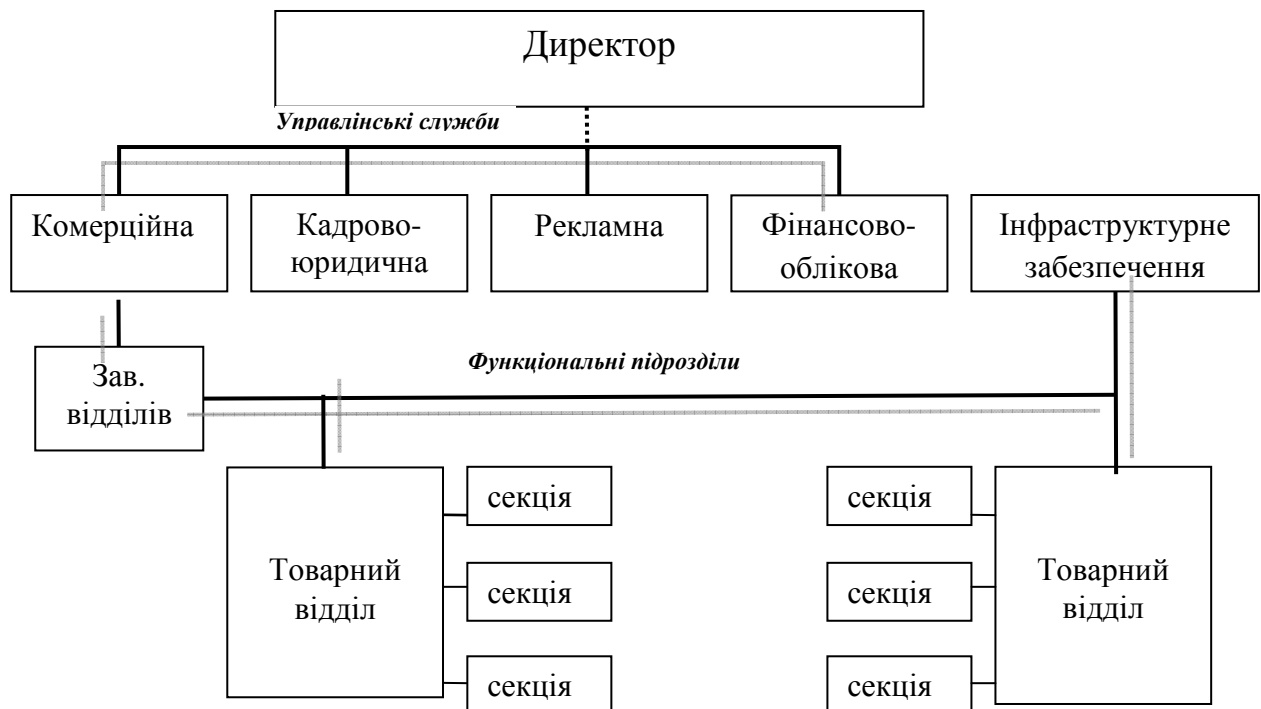 Директор
Управлінські служби
Комерційна
Кадрово-
юридична
Рекламна
Фінансово-
облікова
Інфраструктурне
забезпечення
Зав.
відділів
Функціональні підрозділи
Товарний
відділ
секція
секція
секція
секція
секція
секція
Товарний
відділ